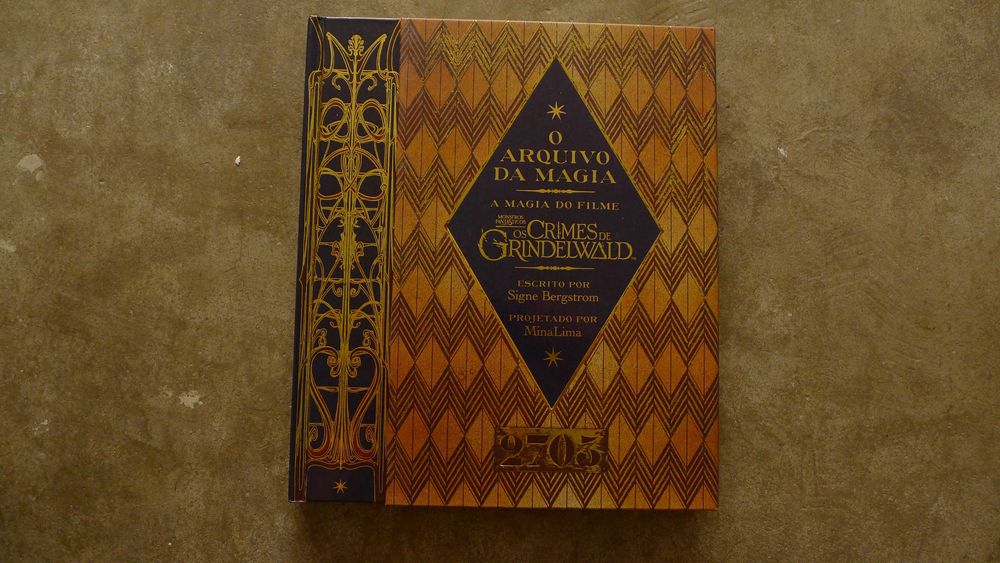 O
ARQUIVO
DA MAGIA
A MAGIA DO FILME
MONSTROS
FANTÁSTICOS
OS CRIMES DE
GRINDELWALD™
ESCRITO POR
Signe Bergstrom
PROJETADO POR
MinaLima
2703